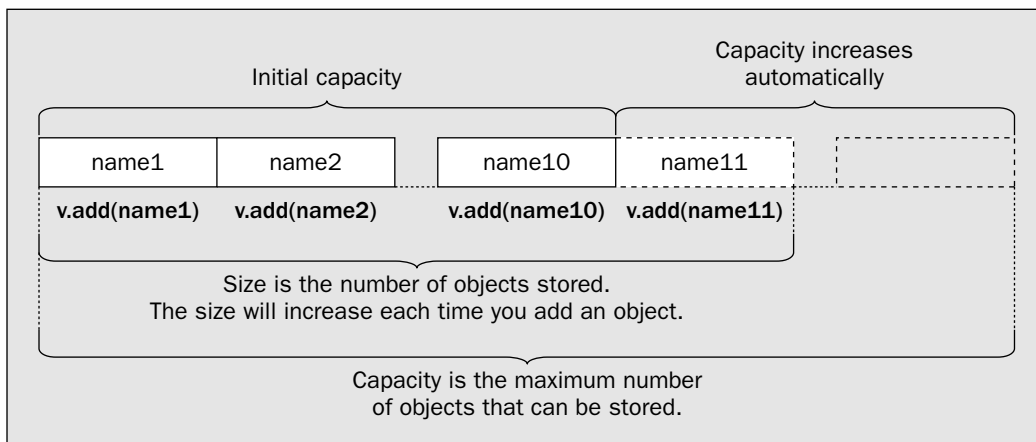 Capacity increases
automatically
Initial capacity
name1 name2 name10 name11
v.add(name1) v.add(name2) v.add(name10) v.add(name11)
Size is the number of objects stored.
The size will increase each time you add an object.
Capacity is the maximum number
of objects that can be stored.